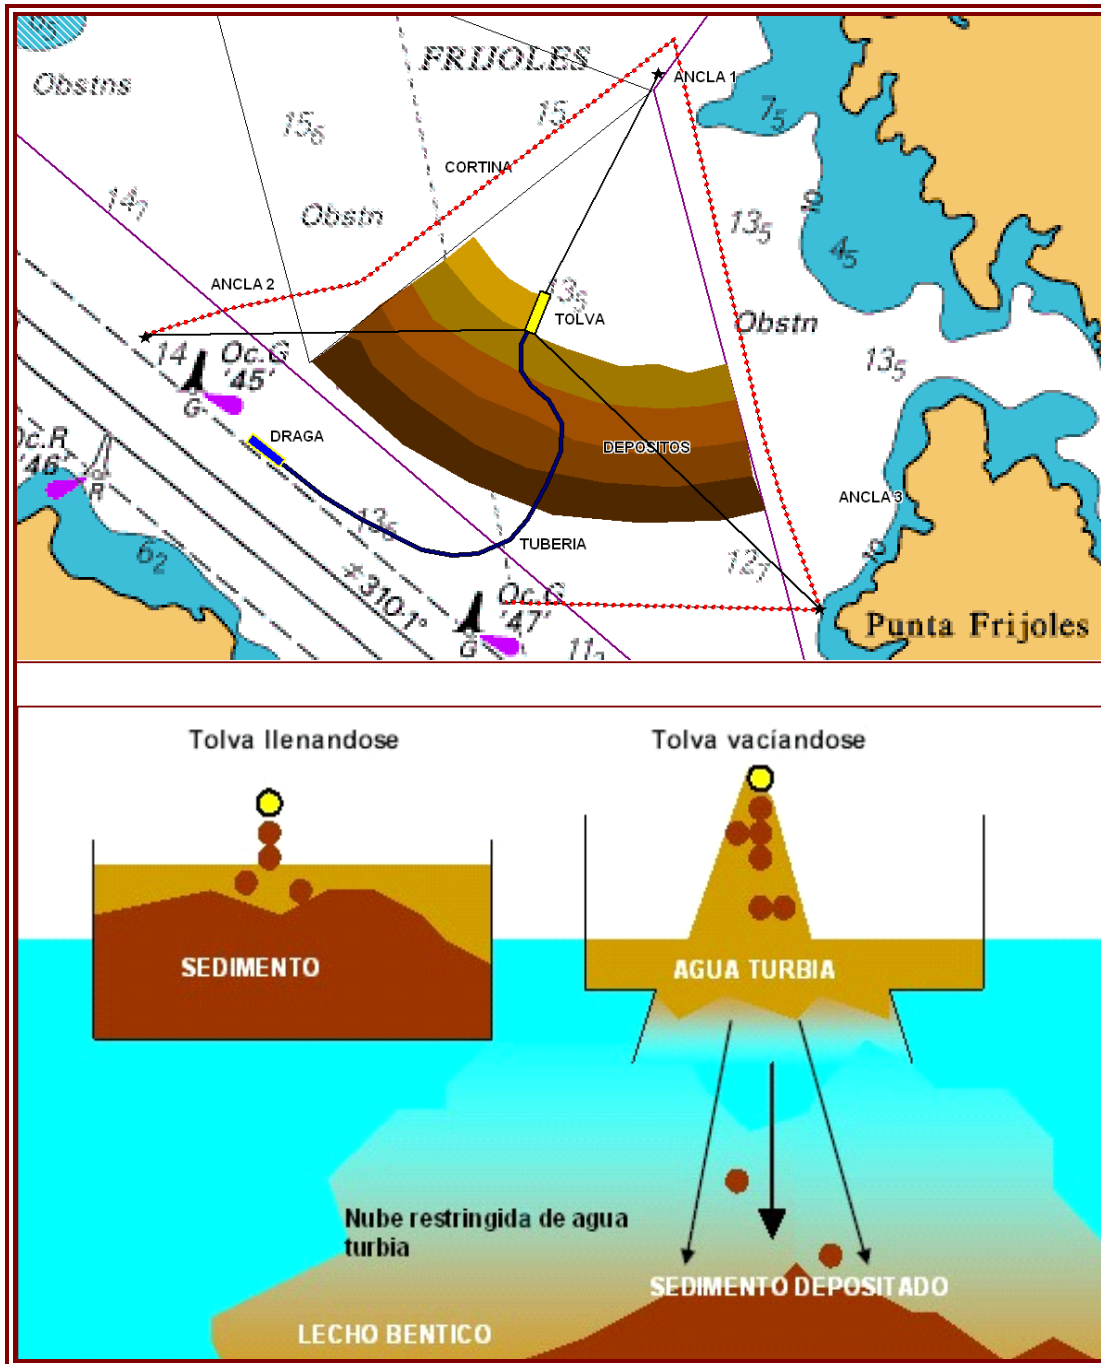 Obstns
FRIJOLES
ANCLA 1
15₆
15
7₅
CORTINA
14₇
Obstn
13₅
4₅
ANCLA 2
13₅
TOLVA
Obstn
14
Oc.G
'45'
G
13₅
DRAGA
Oc.R
'46'
R
DEPOSITOS
ANCLA 3
13₆
TUBERIA
6₂
12₇
≠310·1°
Oc.G
'47'
G
Punta Frijoles
Tolva llenandose
Tolva vacíandose
SEDIMENTO
AGUA TURBIA
Nube restringida de agua
turbia
SEDIMENTO DEPOSITADO
LECHO BENTICO